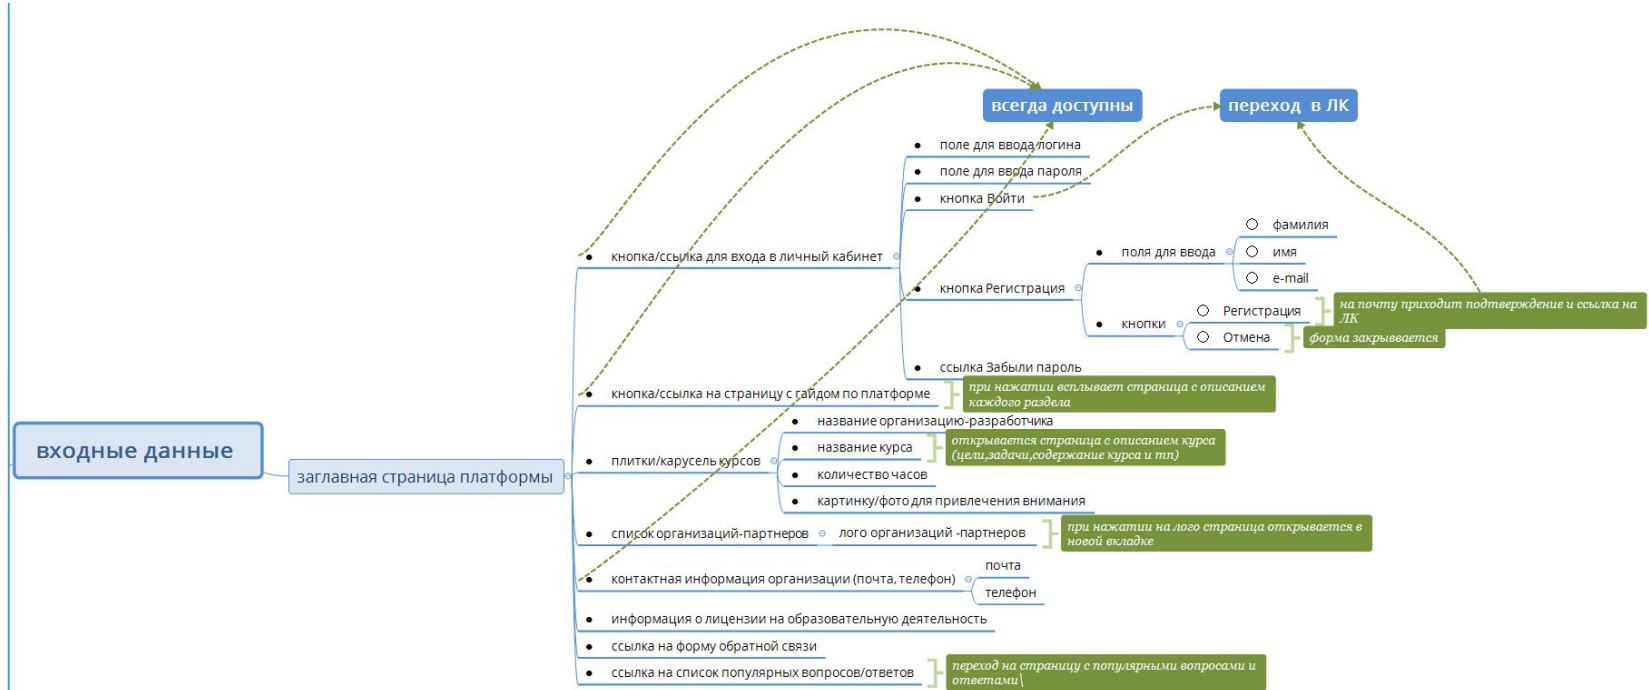 всегда доступны
переход в ЛК
поле для ввода логина
поле для ввода пароля
кнопка Войти
фамилия
поля для ввода
имя
кнопка/ссылка для входа в личный кабинет
e-mail
кнопка Регистрация
на почту приходит подтверждение и ссылка на
ЛК
Регистрация
кнопки
Отмена
форма закрыввается
ссылка Забыли пароль
кнопка/ссылка на страницу с гайдом по платформе
при нажатии всплывает страница с описанием
каждого раздела
название организацию-разработчика
входные данные
название курса
открывается страница с описанием курса
(цели,задачи,содержание курса и тп)
плитки/карусель курсов
заглавная страница платформы
количество часов
картинку/фото для привлечения внимания
список организаций-партнеров
лого организаций -партнеров
при нажатии на лого страница открывается в
новой вкладке
почта
контактная информация организации (почта, телефон)
телефон
информация о лицензии на образовательную деятельность
ссылка на форму обратной связи
ссылка на список популярных вопросов/ответов
переход на страницу с популярными вопросами и
ответами\